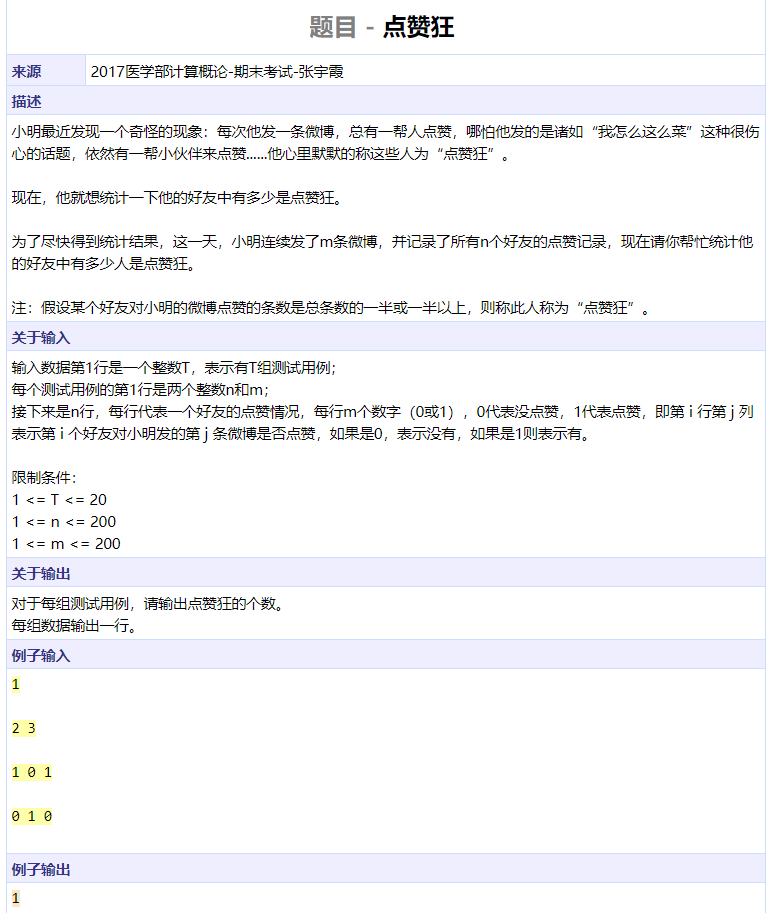 题目 - 点赞狂
来源 2017医学部计算概论-期末考试-张宇霞
描述
小明最近发现一个奇怪的现象：每次他发一条微博，总有一帮人点赞，哪怕他发的是诸如“我怎么这么菜”这种很伤
心的话题，依然有一帮小伙伴来点赞......他心里默默的称这些人为“点赞狂”。
现在，他就想统计一下他的好友中有多少是点赞狂。
为了尽快得到统计结果，这一天，小明连续发了m条微博，并记录了所有n个好友的点赞记录，现在请你帮忙统计他
的好友中有多少人是点赞狂。
注：假设某个好友对小明的微博点赞的条数是总条数的一半或一半以上，则称此人称为“点赞狂”。
关于输入
输入数据第1行是一个整数T，表示有T组测试用例；
每个测试用例的第1行是两个整数n和m；
接下来是n行，每行代表一个好友的点赞情况，每行m个数字（0或1），0代表没点赞，1代表点赞，即第 i 行第 j 列
表示第 i 个好友对小明发的第 j 条微博是否点赞，如果是0，表示没有，如果是1则表示有。
限制条件：
1 <= T <= 20
1 <= n <= 200
1 <= m <= 200
关于输出
对于每组测试用例，请输出点赞狂的个数。
每组数据输出一行。
例子输入
1
2 3
1 0 1
0 1 0
例子输出
1